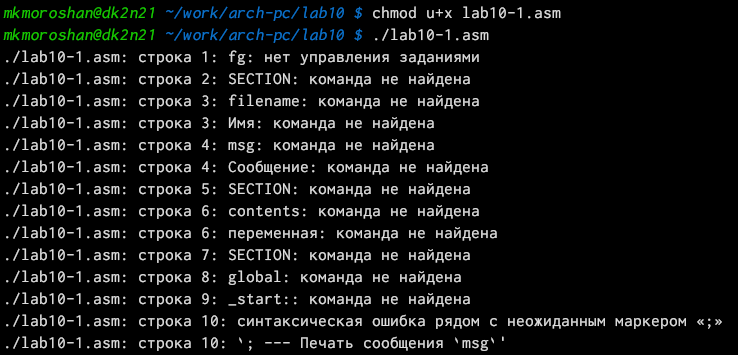 mkmoroshan@dk2n21 ~/work/arch-pc/lab10 $ chmod u+x lab10-1.asm
mkmoroshan@dk2n21 ~/work/arch-pc/lab10 $ ./lab10-1.asm
./lab10-1.asm: строка 1: fg: нет управления заданиями
./lab10-1.asm: строка 2: SECTION: команда не найдена
./lab10-1.asm: строка 3: filename: команда не найдена
./lab10-1.asm: строка 3: Имя: команда не найдена
./lab10-1.asm: строка 4: msg: команда не найдена
./lab10-1.asm: строка 4: Сообщение: команда не найдена
./lab10-1.asm: строка 5: SECTION: команда не найдена
./lab10-1.asm: строка 6: contents: команда не найдена
./lab10-1.asm: строка 6: переменная: команда не найдена
./lab10-1.asm: строка 7: SECTION: команда не найдена
./lab10-1.asm: строка 8: global: команда не найдена
./lab10-1.asm: строка 9: _start:: команда не найдена
./lab10-1.asm: строка 10: синтаксическая ошибка рядом с неожиданным маркером «;»
./lab10-1.asm: строка 10: `; --- Печать сообщения `msg`'